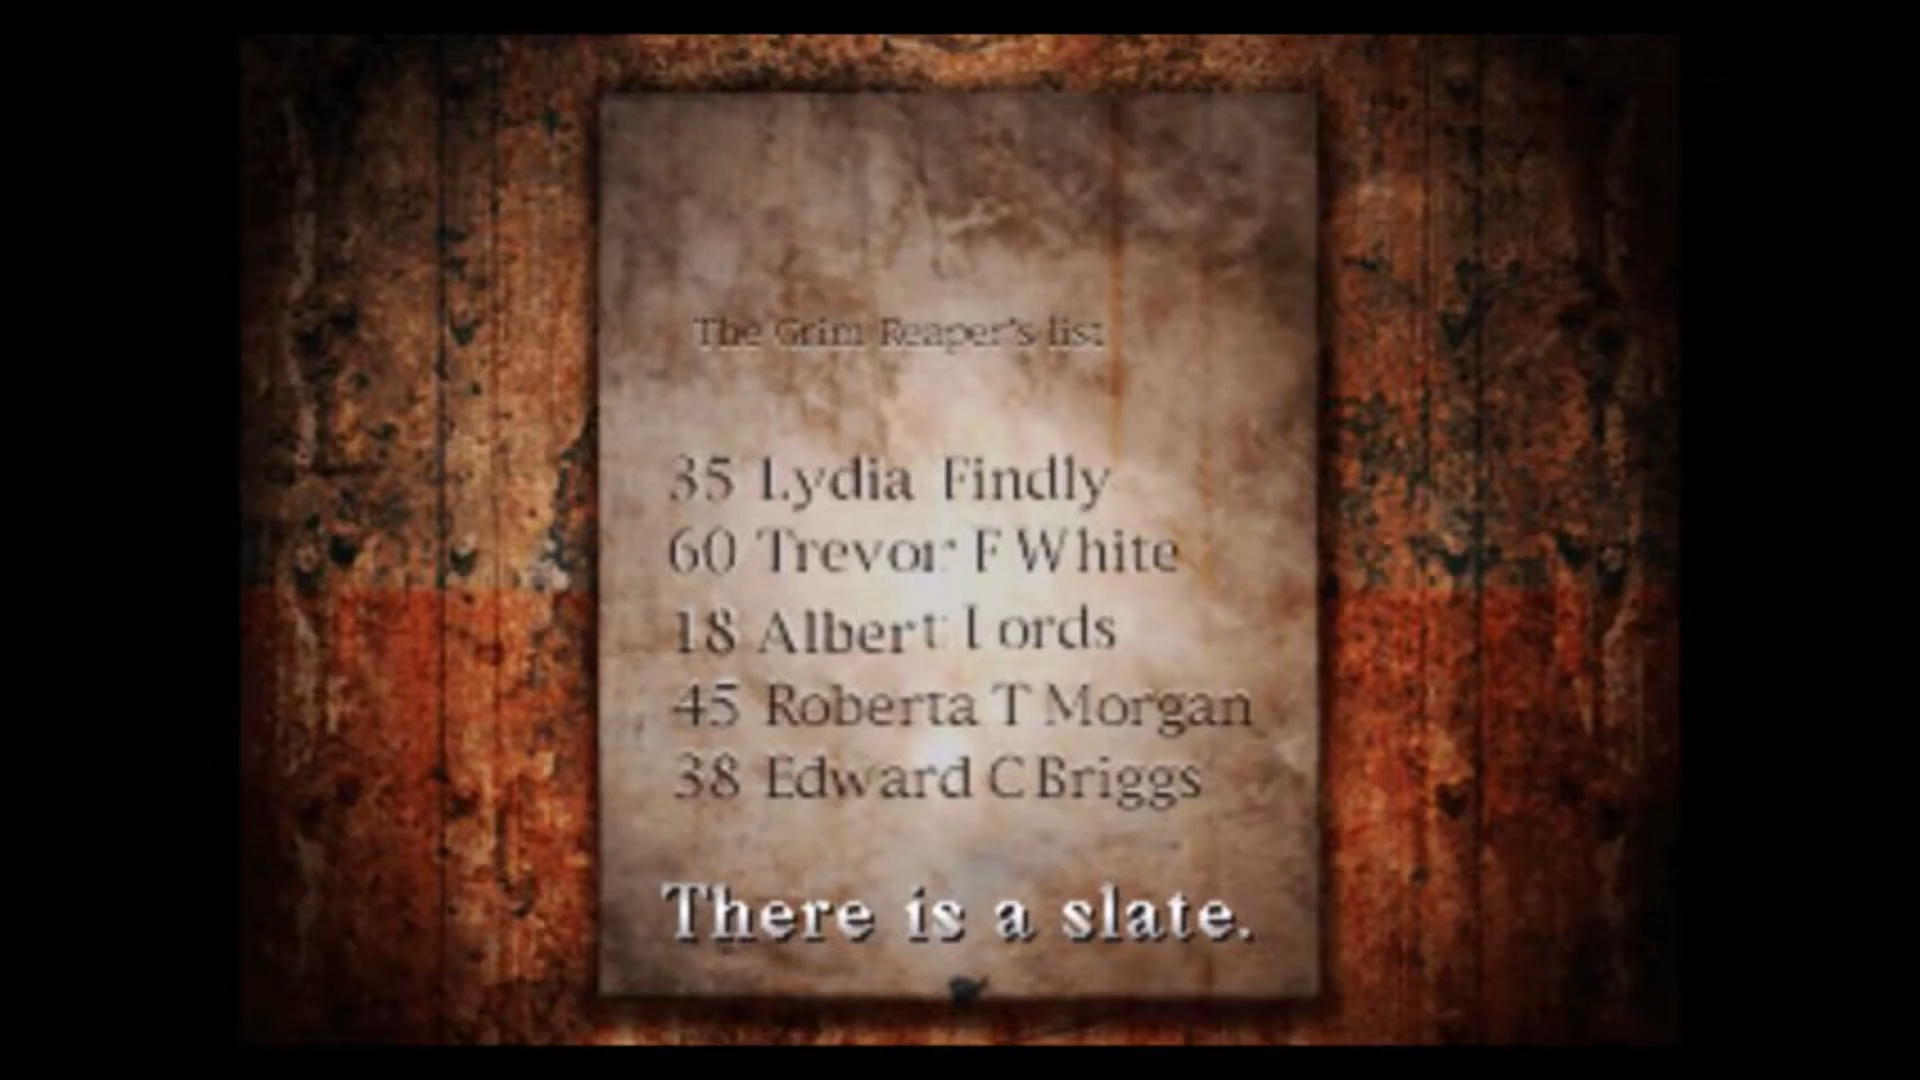 The Grim Reaper's list
35 Lydia Findly
60 Trevor F White
18 Albert Lords
45 Roberta T Morgan
38 Edward C Briggs
There is a slate.